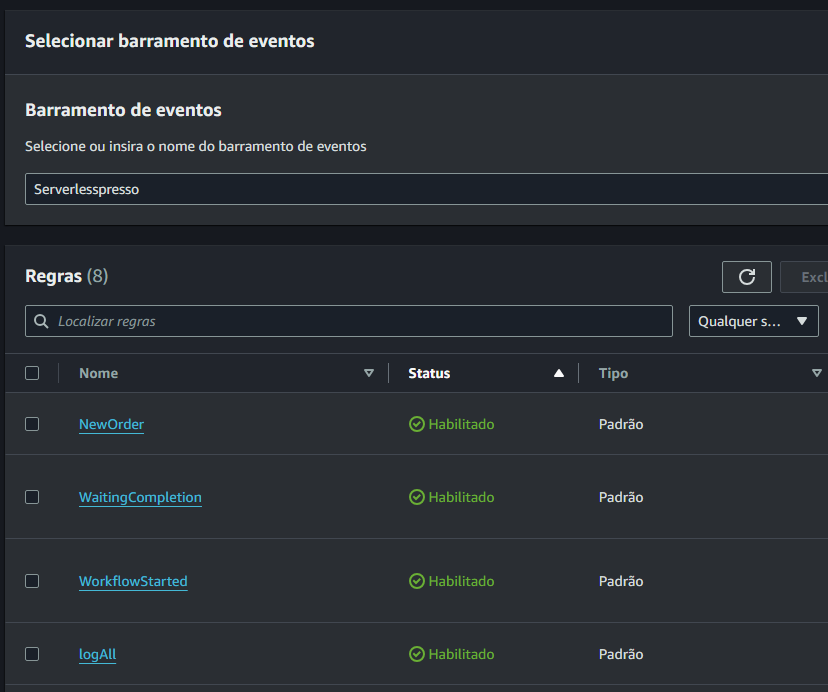 Selecionar barramento de eventos
Barramento de eventos
Selecione ou insira o nome do barramento de eventos
Serverlesspresso
Regras (8)
Excl
Localizar regras
Qualquer s...
Nome Status Tipo
NewOrder Habilitado Padrão
WaitingCompletion Habilitado Padrão
WorkflowStarted Habilitado Padrão
logAll Habilitado Padrão